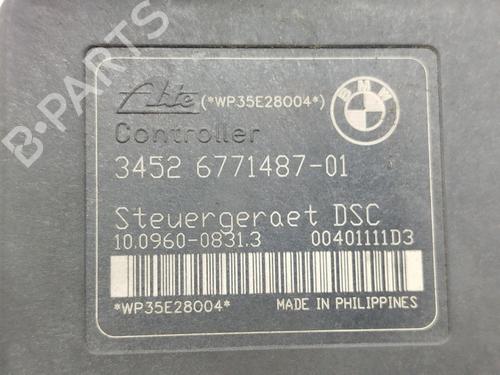 Ate (*WP35E28004*)
BMW
Controller
3452 6771487-01
Steuergeraet DSC
10.0960-0831.3 00401111D3
*WP35E28004*
MADE IN PHILIPPINES
B-PARTS